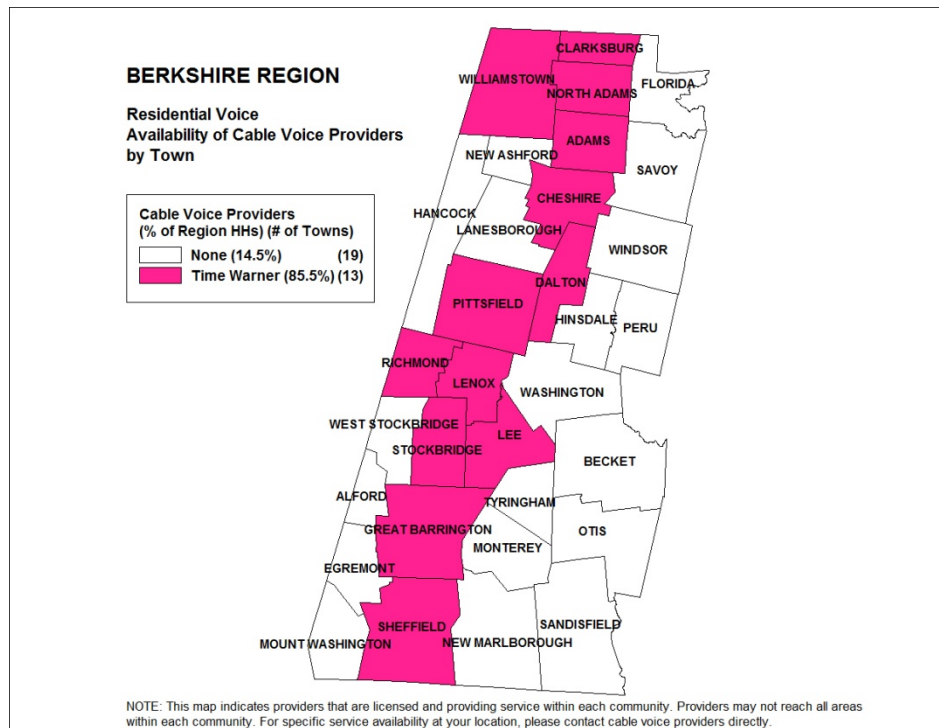 BERKSHIRE REGION
Residential Voice
Availability of Cable Voice Providers
by Town
Cable Voice Providers
(% of Region HHs) (# of Towns)
None (14.5%) (19)
Time Warner (85.5%) (13)
CLARKSBURG
WILLIAMSTOWN
NORTH ADAMS
FLORIDA
ADAMS
NEW ASHFORD
SAVOY
CHESHIRE
HANCOCK
LANESBOROUGH
WINDSOR
DALTON
PITTSFIELD
HINSDALE
PERU
RICHMOND
LENOX
WASHINGTON
WEST STOCKBRIDGE
LEE
STOCKBRIDGE
BECKET
ALFORD
TYRINGHAM
GREAT BARRINGTON
OTIS
MONTEREY
EGREMONT
SHEFFIELD
SANDISFIELD
MOUNT WASHINGTON
NEW MARLBOROUGH
NOTE: This map indicates providers that are licensed and providing service within each community. Providers may not reach all areas
within each community. For specific service availability at your location, please contact cable voice providers directly.